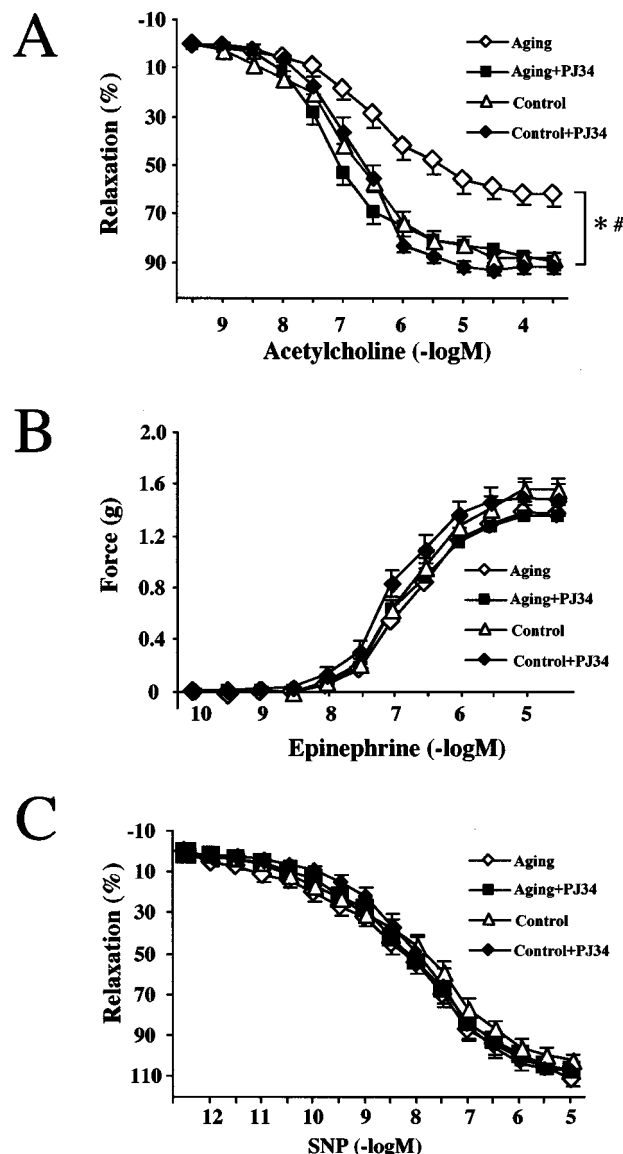 A
-10
10
30
50
70
90
Relaxation (%)
Aging
Aging+PJ34
Control
Control+PJ34
* #
9 8 7 6 5 4
Acetylcholine (-logM)
B
2.0
1.6
1.2
0.8
0.4
0
Force (g)
Aging
Aging+PJ34
Control
Control+PJ34
10 9 8 7 6 5
Epinephrine (-logM)
C
-10
10
30
50
70
90
110
Relaxation (%)
Aging
Aging+PJ34
Control
Control+PJ34
12 11 10 9 8 7 6 5
SNP (-logM)